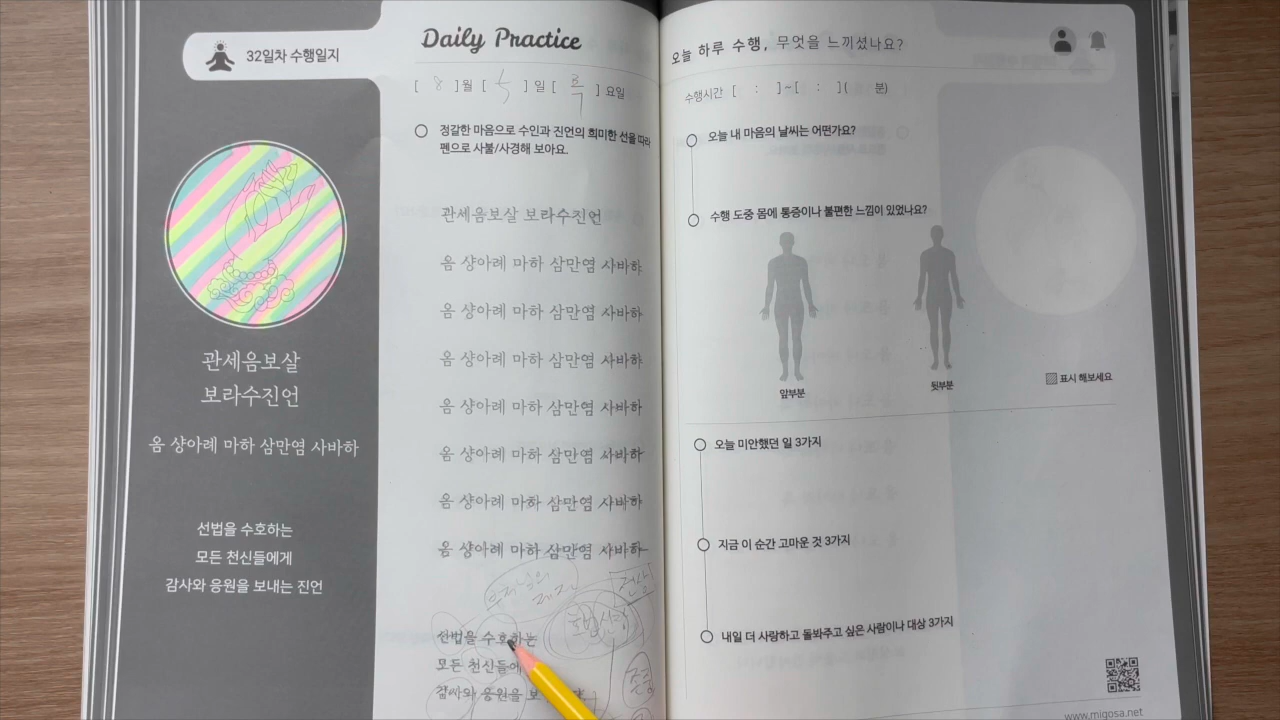 32일차 수행일지
관세음보살
보라수진언
옴 샹아례 마하 삼만염 사바하
선법을 수호하는
모든 천신들에게
감사와 응원을 보내는 진언
Daily Practice
[ 8 ]월 [ 5 ]일 [ ] 요일
정갈한 마음으로 수인과 진언의 희미한 선을 따라
펜으로 사불/사경해 보아요.
관세음보살 보라수진언
옴 샹아례 마하 삼만염 사바하
옴 샹아례 마하 삼만염 사바하
옴 샹아례 마하 삼만염 사바하
옴 샹아례 마하 삼만염 사바하
옴 샹아례 마하 삼만염 사바하
옴 샹아례 마하 삼만염 사바하
옴 샹아례 마하 삼만염 사바하
선법을 수호하는
모든 천신들에
감사와 응원을 보
오늘 하루 수행, 무엇을 느끼셨나요?
수행시간 [ : ]-[ : ]( 분)
오늘 내 마음의 날씨는 어떤가요?
수행 도중 몸에 통증이나 불편한 느낌이 있었나요?
앞부분
뒷부분
표시 해보세요
오늘 미안했던 일 3가지
지금 이 순간 고마운 것 3가지
내일 더 사랑하고 돌봐주고 싶은 사람이나 대상 3가지
www.migosa.net